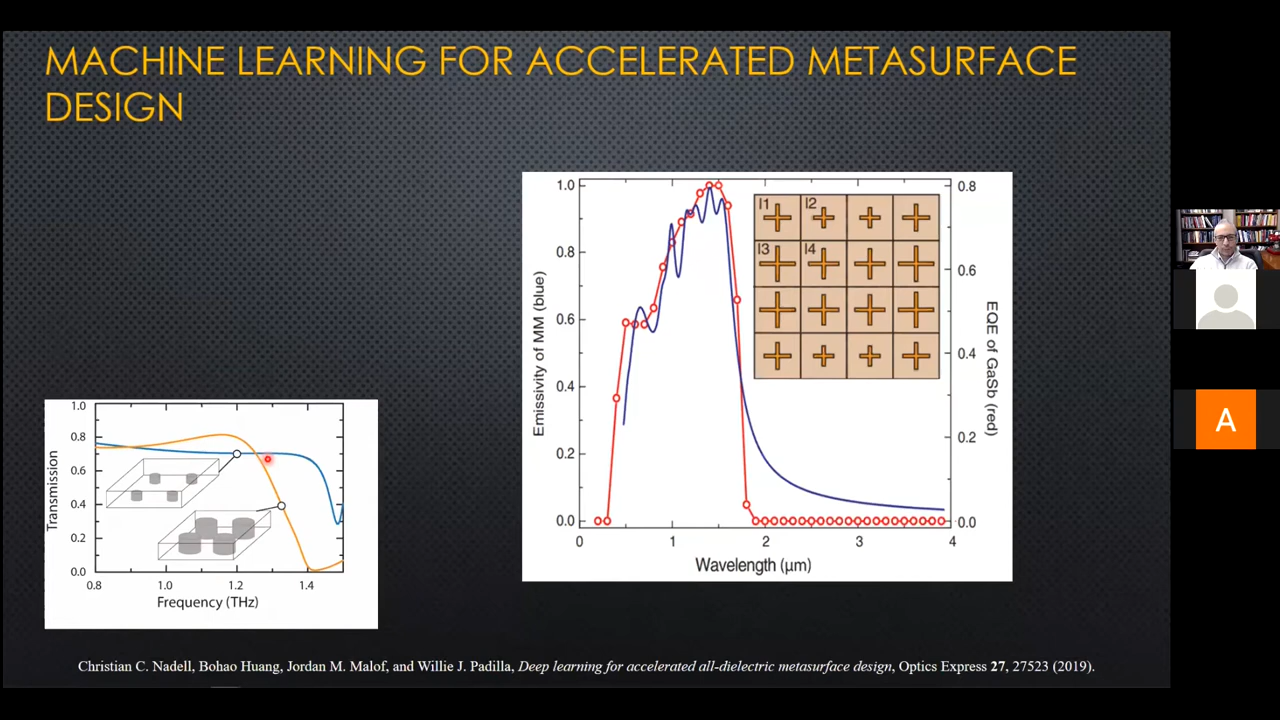 MACHINE LEARNING FOR ACCELERATED METASURFACE
DESIGN
1.0
0.8
0.6
0.4
0.2
0.0
Transmission
0.8
1.0
1.2
1.4
Frequency (THz)
Emissivity of MM (blue)
1.0
0.8
0.6
0.4
0.2
0.0
l1
l2
l3
l4
0.8
0.6
0.4
0.2
0.0
EQE of GaSb (red)
0
1
2
3
4
Wavelength (μm)
Christian C. Nadell, Bohao Huang, Jordan M. Malof, and Willie J. Padilla, Deep learning for accelerated all-dielectric metasurface design, Optics Express 27, 27523 (2019).
A